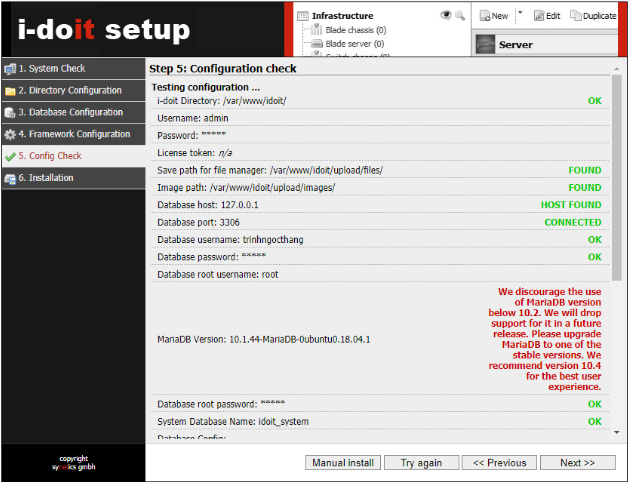 i-doit setup
Infrastructure
Blade chassis (0)
Blade server (0)
Switch chassis (0)
New
Edit
Duplicate
Server
1. System Check
2. Directory Configuration
3. Database Configuration
4. Framework Configuration
5. Config Check
6. Installation
Step 5: Configuration check
Testing configuration ...
i-doit Directory: /var/www/idoit/ OK
Username: admin
Password: *****
License token: n/a
Save path for file manager: /var/www/idoit/upload/files/ FOUND
Image path: /var/www/idoit/upload/images/ FOUND
Database host: 127.0.0.1 HOST FOUND
Database port: 3306 CONNECTED
Database username: trinhngocthang OK
Database password: ***** OK
Database root username: root
MariaDB Version: 10.1.44-MariaDB-0ubuntu0.18.04.1
We discourage the use
of MariaDB version
below 10.2. We will drop
support for it in a future
release. Please upgrade
MariaDB to one of the
stable versions. We
recommend version 10.4
for the best user
experience.
Database root password: ***** OK
System Database Name: idoit_system OK
Database Config:
copyright
synetics gmbh
Manual install
Try again
<< Previous
Next >>